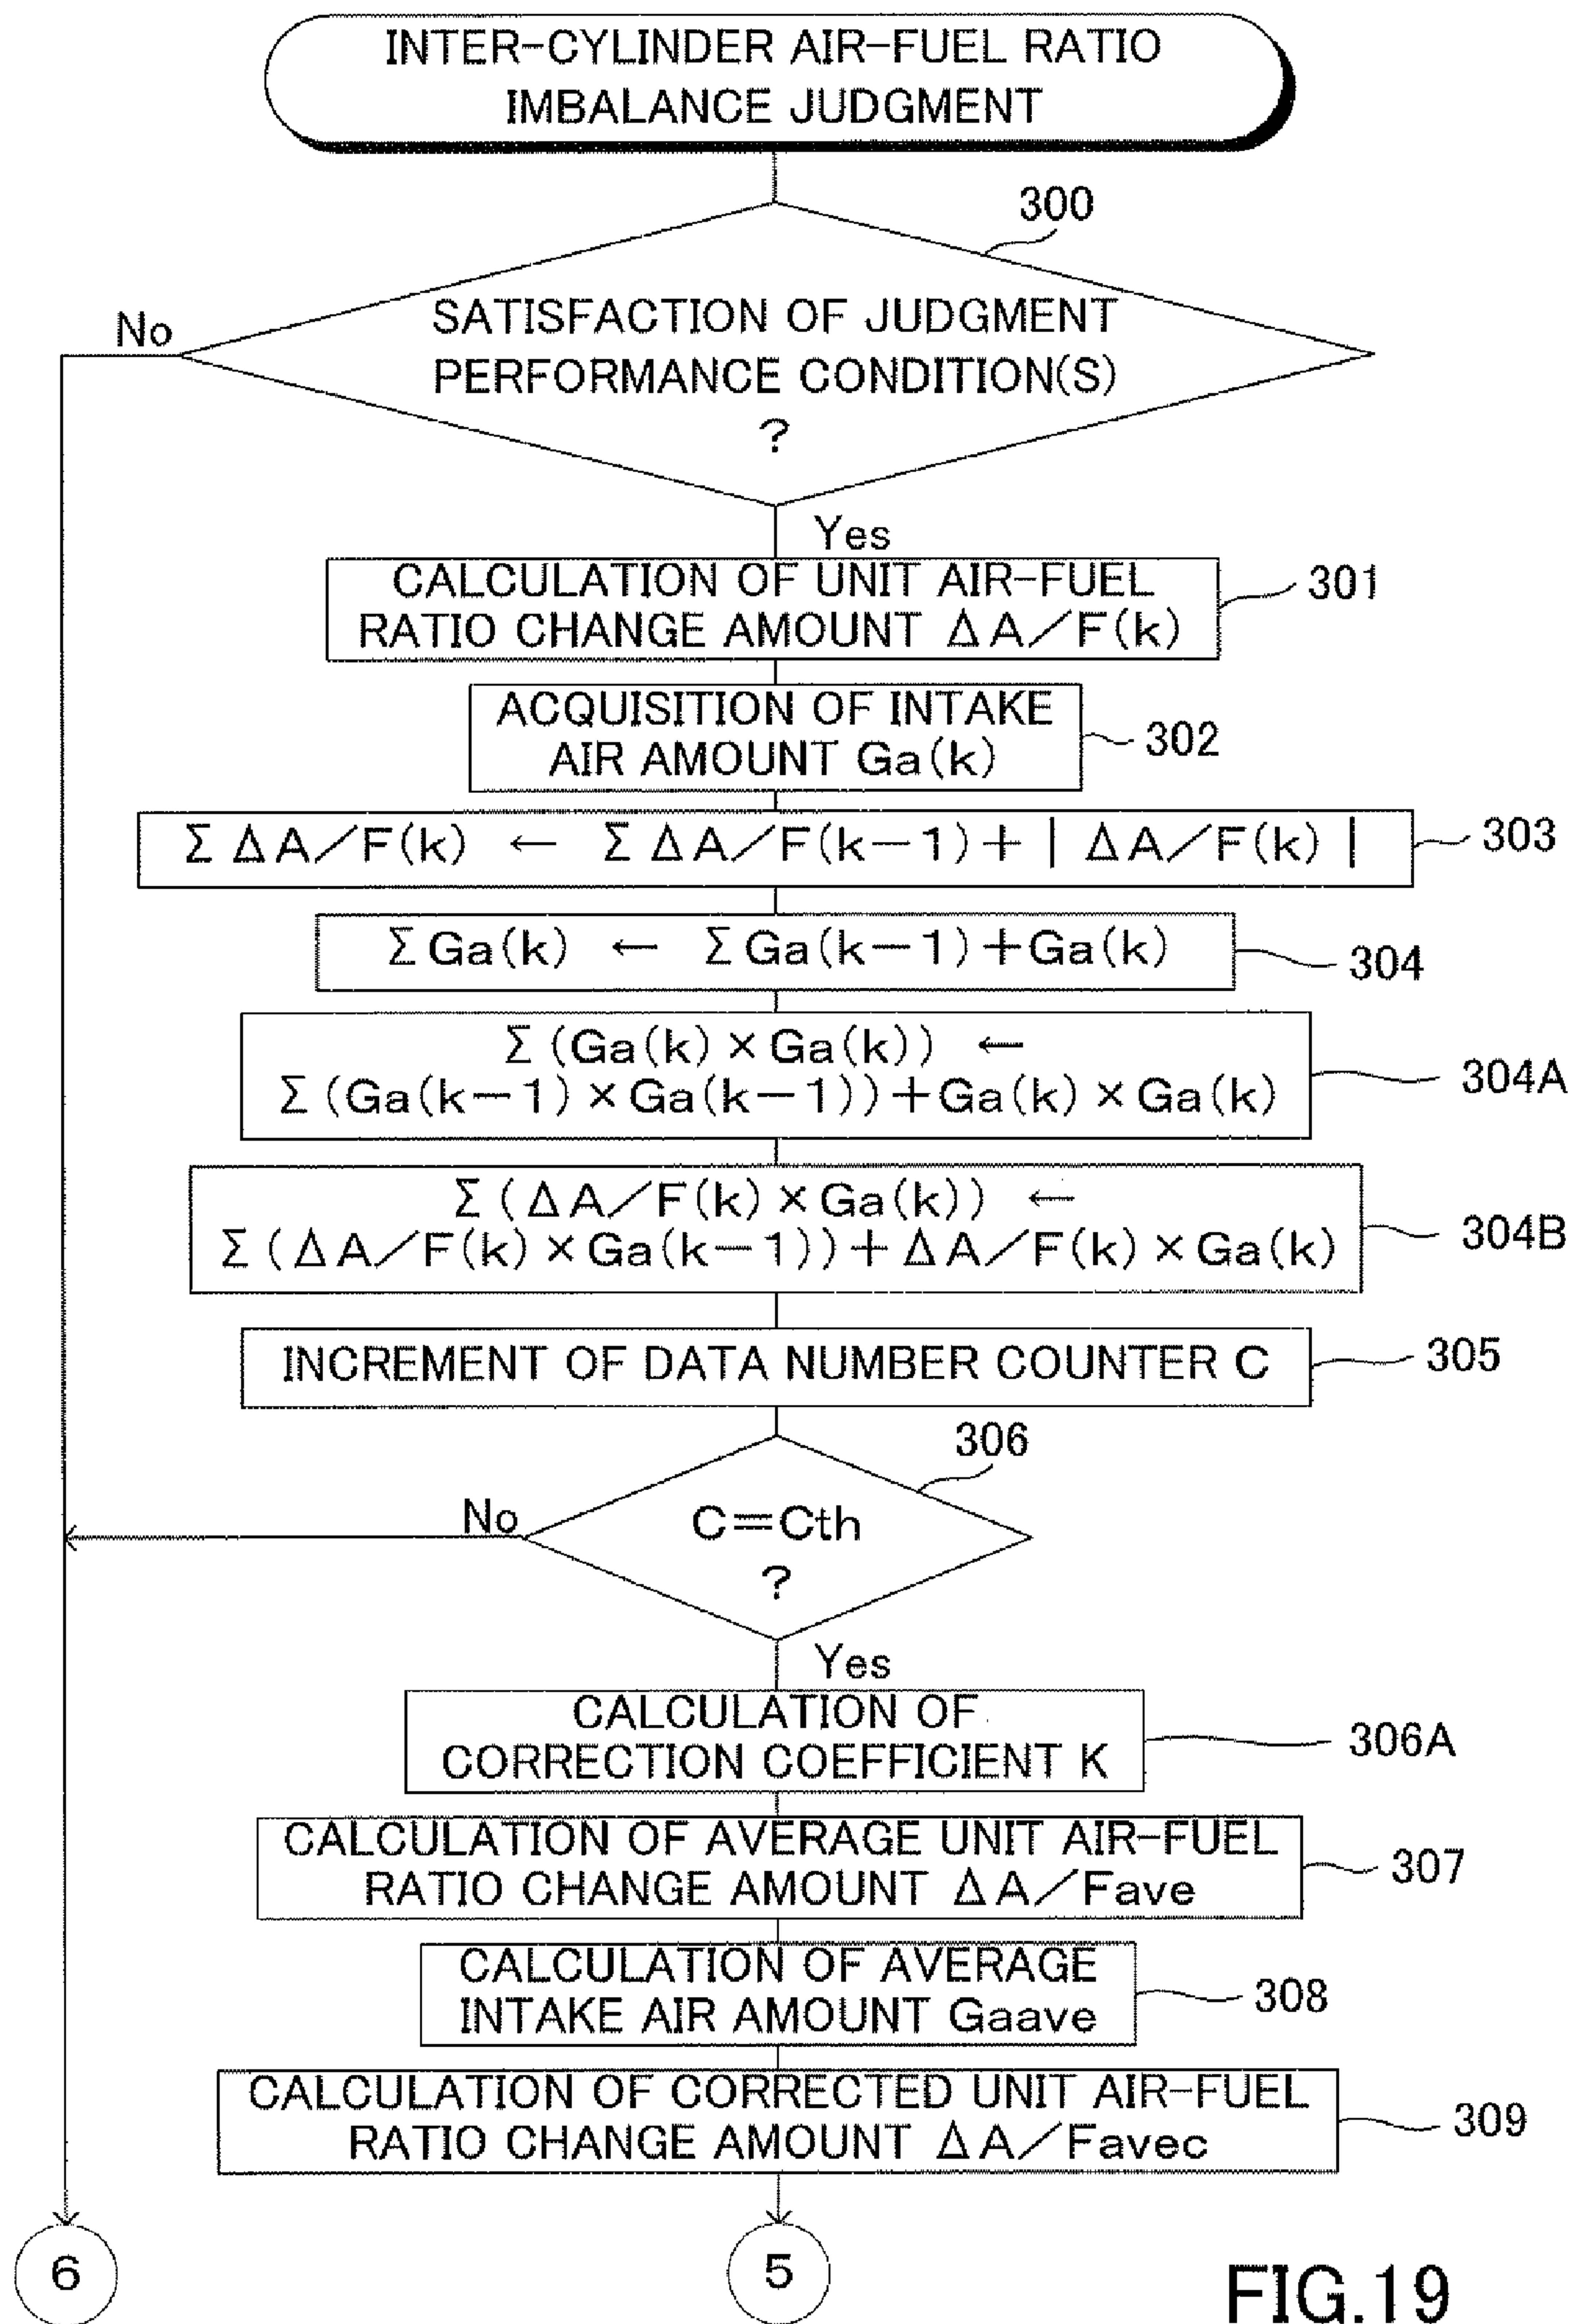 INTER-CYLINDER AIR-FUEL RATIO
IMBALANCE JUDGMENT
300
SATISFACTION OF JUDGMENT
PERFORMANCE CONDITION(S)
?
No
Yes
CALCULATION OF UNIT AIR-FUEL
RATIO CHANGE AMOUNT ΔA/F(k)
301
ACQUISITION OF INTAKE
AIR AMOUNT Ga(k)
302
ΣΔA/F(k) ← ΣΔA/F(k-1)+|ΔA/F(k)|
303
ΣGa(k) ← ΣGa(k-1)+Ga(k)
304
Σ(Ga(k)×Ga(k)) ←
Σ(Ga(k-1)×Ga(k-1))+Ga(k)×Ga(k)
304A
Σ(ΔA/F(k)×Ga(k)) ←
Σ(ΔA/F(k)×Ga(k-1))+ΔA/F(k)×Ga(k)
304B
INCREMENT OF DATA NUMBER COUNTER C
305
306
C=Cth
?
No
Yes
CALCULATION OF
CORRECTION COEFFICIENT K
306A
CALCULATION OF AVERAGE UNIT AIR-FUEL
RATIO CHANGE AMOUNT ΔA/Fave
307
CALCULATION OF AVERAGE
INTAKE AIR AMOUNT Gaave
308
CALCULATION OF CORRECTED UNIT AIR-FUEL
RATIO CHANGE AMOUNT ΔA/Favec
309
6
5
FIG.19